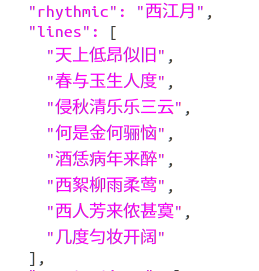 "rhythmic": "西江月",
"lines": [
"天上低昂似旧",
"春与玉生人度",
"侵秋清乐乐三云",
"何是金何骊恼",
"酒恁病年来醉",
"西絮柳雨柔莺",
"西人芳来侬甚寞",
"几度匀妆开阔"
],